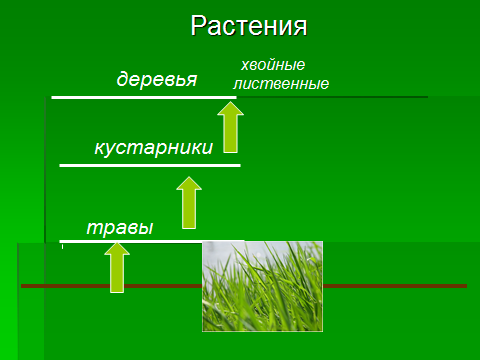 Растения
хвойные
деревья лиственные
кустарники
травы